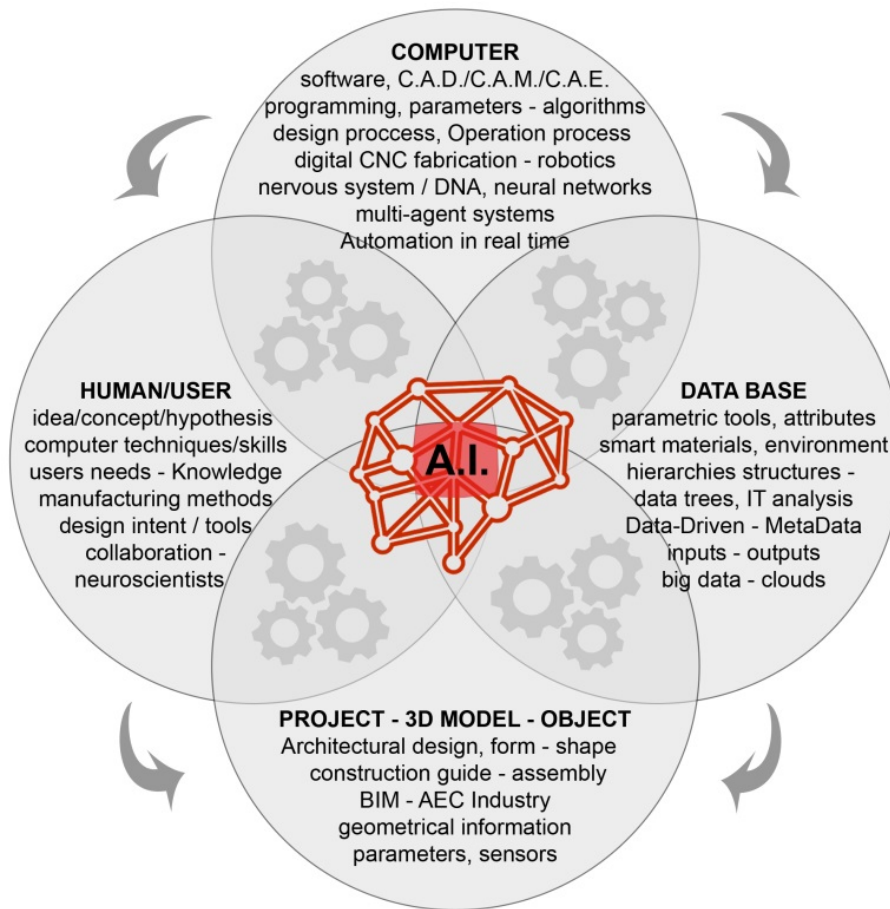 COMPUTER
software, C.A.D./C.A.M./C.A.E.
programming, parameters - algorithms
design proccess, Operation process
digital CNC fabrication - robotics
nervous system / DNA, neural networks
multi-agent systems
Automation in real time
HUMAN/USER
idea/concept/hypothesis
computer techniques/skills
users needs - Knowledge
manufacturing methods
design intent / tools
collaboration -
neuroscientists
A.I.
DATA BASE
parametric tools, attributes
smart materials, environment
hierarchies structures -
data trees, IT analysis
Data-Driven - MetaData
inputs - outputs
big data - clouds
PROJECT - 3D MODEL - OBJECT
Architectural design, form - shape
construction guide - assembly
BIM - AEC Industry
geometrical information
parameters, sensors